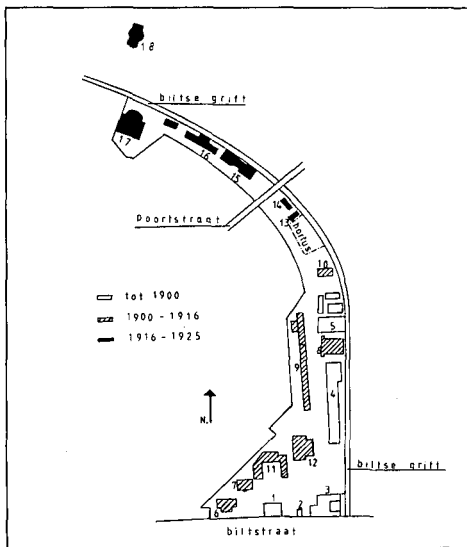 18
biltse grift
17
16
15
Poortstraat
14
13
hortus
10
tot 1900
1900 - 1916
1916 - 1925
5
8
9
4
N.
12
11
biltse grift
7
6
1
2
3
biltstraat